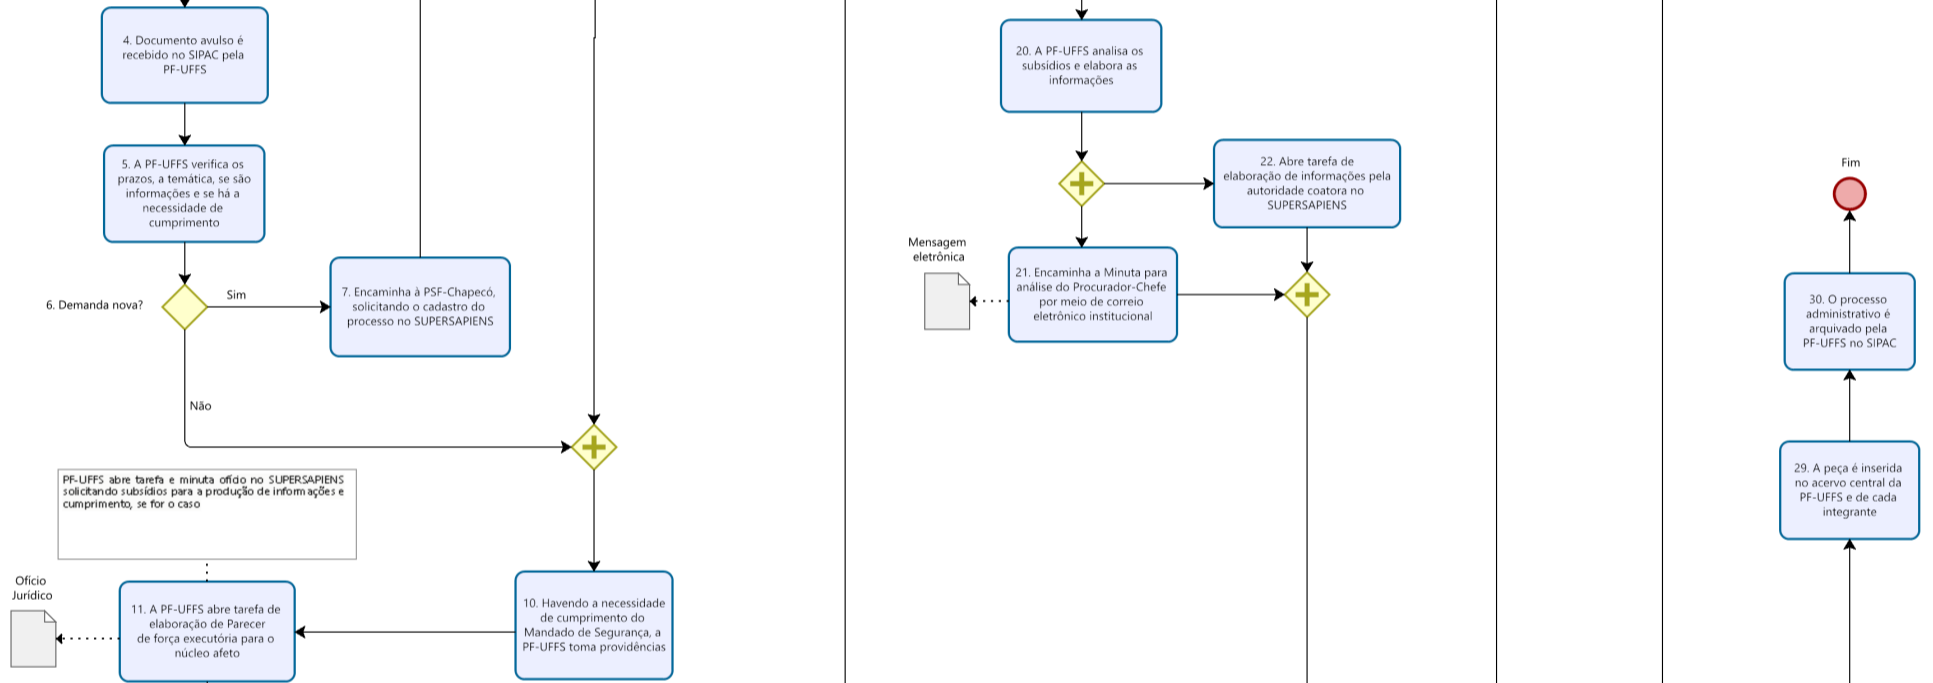 4. Documento avulso é
recebido no SIPAC pela
PF-UFFS
5. A PF-UFFS verifica os
prazos, a temática, se são
informações e se há a
necessidade de
cumprimento
6. Demanda nova?
Sim
7. Encaminha à PSF-Chapecó,
solicitando o cadastro do
processo no SUPERSAPIENS
Não
PF-UFFS abre tarefa e minuta ofício no SUPERSAPIENS
solicitando subsídios para a produção de informações e
cumprimento, se for o caso
Ofício
Jurídico
11. A PF-UFFS abre tarefa de
elaboração de Parecer
de força executória para o
núcleo afeto
10. Havendo a necessidade
de cumprimento do
Mandado de Segurança, a
PF-UFFS toma providências
20. A PF-UFFS analisa os
subsídios e elabora as
informações
22. Abre tarefa de
elaboração de informações pela
autoridade coatora no
SUPERSAPIENS
Mensagem
eletrônica
21. Encaminha a Minuta para
análise do Procurador-Chefe
por meio de correio
eletrônico institucional
Fim
30. O processo
administrativo é
arquivado pela
PF-UFFS no SIPAC
29. A peça é inserida
no acervo central da
PF-UFFS e de cada
integrante